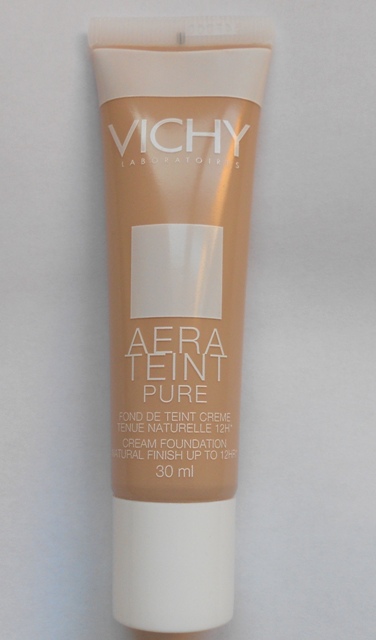 VICHY
LABORATOIRES
AERA
TEINT
PURE
FOND DE TEINT CREME
TENUE NATURELLE 12H*
CREAM FOUNDATION
NATURAL FINISH UP TO 12HR*
30 ml